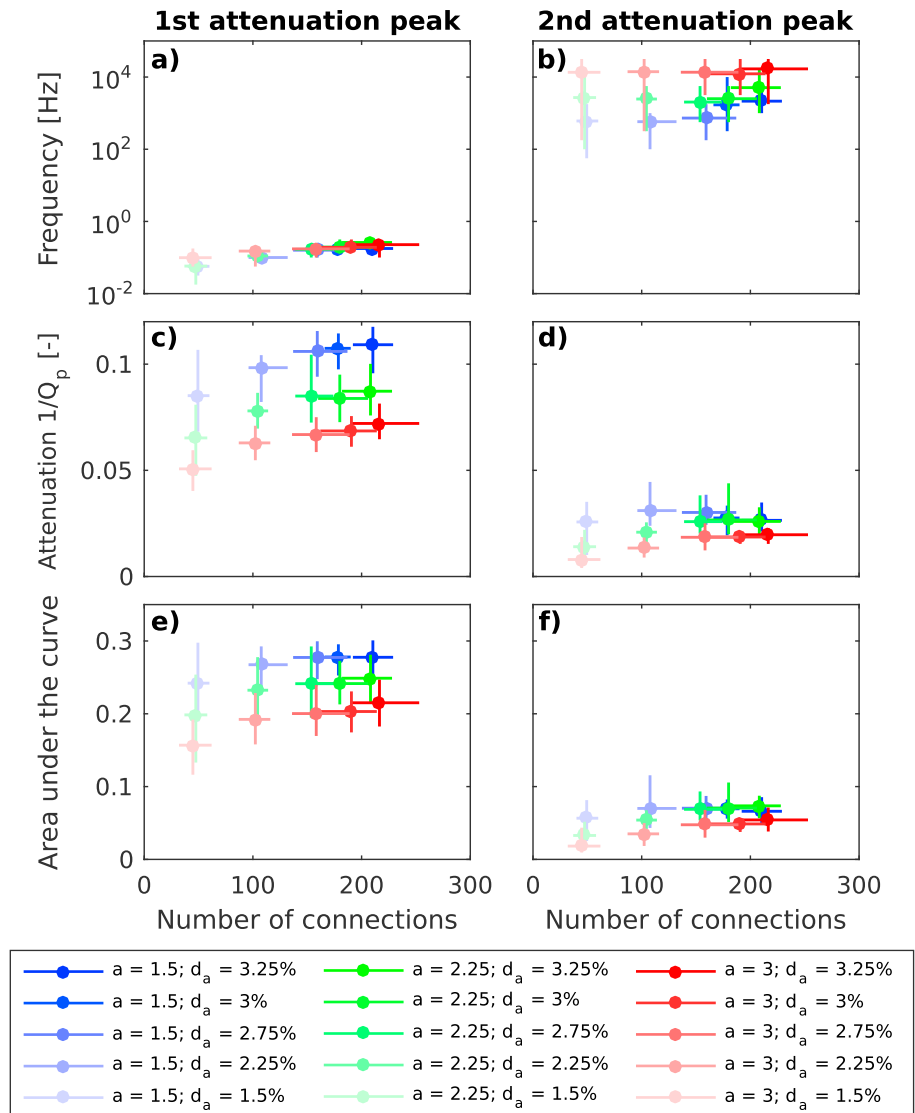 1st attenuation peak 2nd attenuation peak
a) b)
Frequency [Hz]
10^4
10^2
10^0
10^-2
c) d)
Attenuation 1/Q_p [-]
0.1
0.05
0
e) f)
Area under the curve
0.3
0.2
0.1
0
0 100 200 300 0 100 200 300
Number of connections Number of connections
a = 1.5; d_a = 3.25% a = 2.25; d_a = 3.25% a = 3; d_a = 3.25%
a = 1.5; d_a = 3% a = 2.25; d_a = 3% a = 3; d_a = 3%
a = 1.5; d_a = 2.75% a = 2.25; d_a = 2.75% a = 3; d_a = 2.75%
a = 1.5; d_a = 2.25% a = 2.25; d_a = 2.25% a = 3; d_a = 2.25%
a = 1.5; d_a = 1.5% a = 2.25; d_a = 1.5% a = 3; d_a = 1.5%